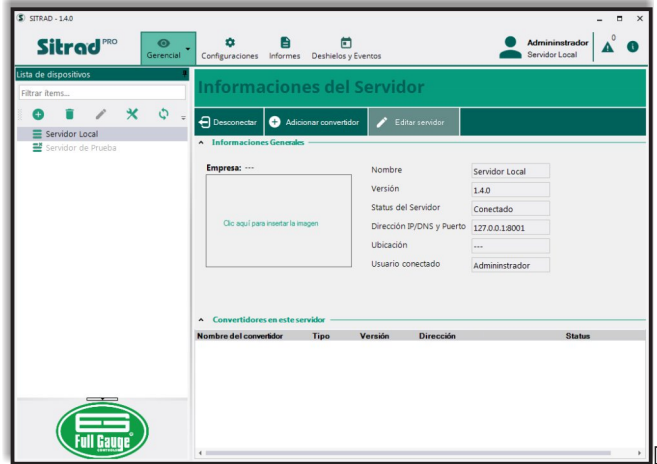 SITRAD - 1.4.0
Sitrad PRO
Gerencial
Configuraciones
Informes
Deshielos y Eventos
Admininstrador
Servidor Local
0
Lista de dispositivos
Filtrar ítems...
Servidor Local
Servidor de Prueba
Full Gauge
CONTROLS
Informaciones del Servidor
Desconectar
Adicionar convertidor
Editar servidor
Informaciones Generales
Empresa: ---
Clic aquí para insertar la imagen
Nombre Servidor Local
Versión 1.4.0
Status del Servidor Conectado
Dirección IP/DNS y Puerto 127.0.0.1:8001
Ubicación ---
Usuario conectado Admininstrador
Convertidores en este servidor
Nombre del convertidor Tipo Versión Dirección Status